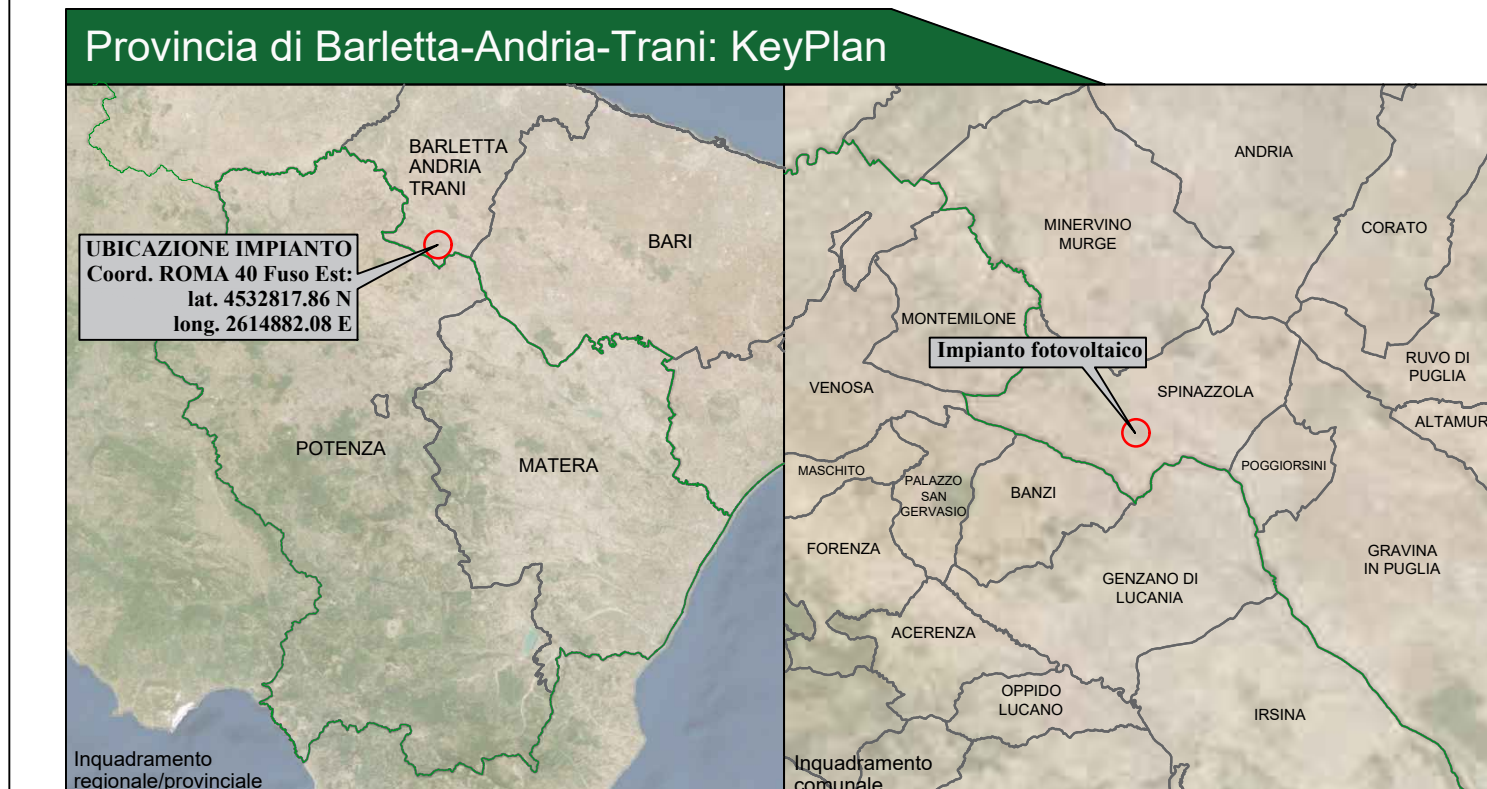 Provincia di Barletta-Andria-Trani: KeyPlan
BARLETTA
ANDRIA
TRANI
BARI
UBICAZIONE IMPIANTO
Coord. ROMA 40 Fuso Est:
lat. 4532817.86 N
long. 2614882.08 E
POTENZA
MATERA
Inquadramento
regionale/provinciale
ANDRIA
MINERVINO
MURGE
CORATO
MONTEMILONE
Impianto fotovoltaico
RUVO DI
PUGLIA
VENOSA
SPINAZZOLA
ALTAMUR
MASCHITO
PALAZZO
SAN
GERVASIO
BANZI
POGGIORSINI
FORENZA
GRAVINA
IN PUGLIA
GENZANO DI
LUCANIA
ACERENZA
OPPIDO
LUCANO
IRSINA
Inquadramento
comunale